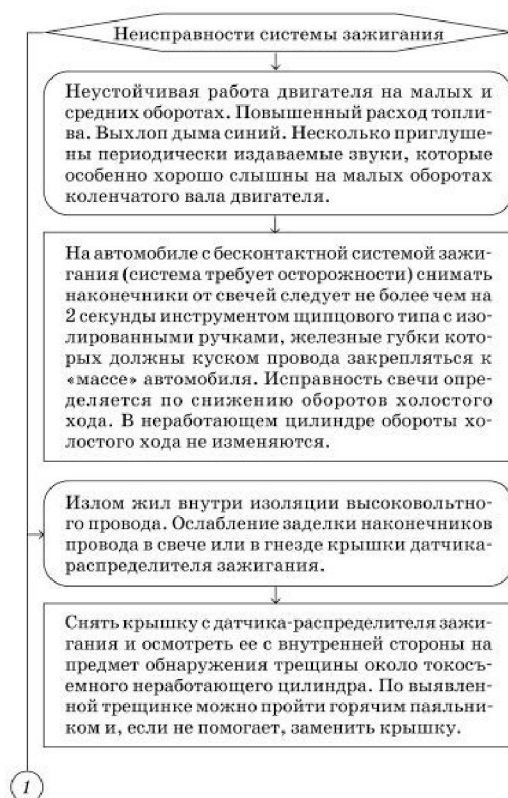 Неисправности системы зажигания
Неустойчивая работа двигателя на малых и
средних оборотах. Повышенный расход топли-
ва. Выхлоп дыма синий. Несколько приглуше-
ны периодически издаваемые звуки, которые
особенно хорошо слышны на малых оборотах
коленчатого вала двигателя.
На автомобиле с бесконтактной системой зажи-
гания (система требует осторожности) снимать
наконечники от свечей следует не более чем на
2 секунды инструментом щипцового типа с изо-
лированными ручками, железные губки кото-
рых должны куском провода закрепляться к
«массе» автомобиля. Исправность свечи опре-
деляется по снижению оборотов холостого
хода. В неработающем цилиндре обороты хо-
лостого хода не изменяются.
Излом жил внутри изоляции высоковольтно-
го провода. Ослабление заделки наконечников
провода в свече или в гнезде крышки датчика-
распределителя зажигания.
Снять крышку с датчика-распределителя зажи-
гания и осмотреть ее с внутренней стороны на
предмет обнаружения трещины около токосъ-
емного неработающего цилиндра. По выявлен-
ной трещинке можно пройти горячим паяльни-
ком и, если не помогает, заменить крышку.
1